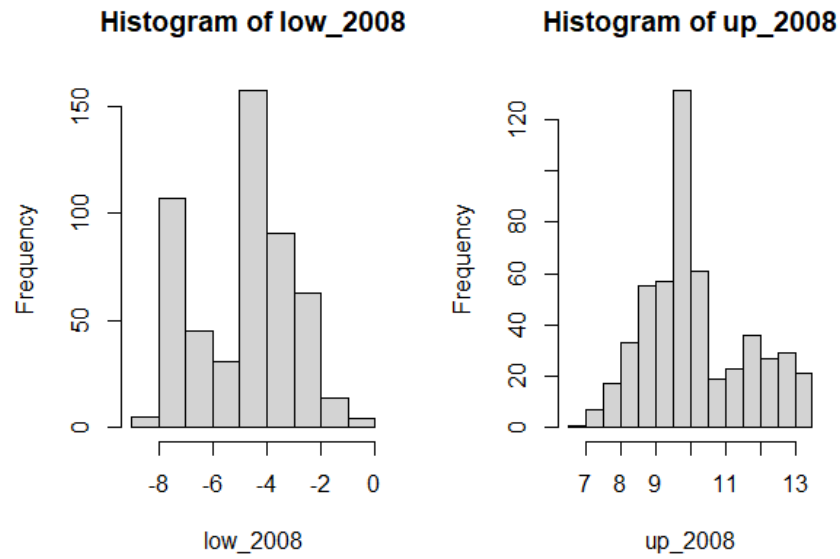 Histogram of low_2008
Frequency
0 50 100 150
-8 -6 -4 -2 0
low_2008
Histogram of up_2008
Frequency
0 20 40 60 80 120
7 8 9 11 13
up_2008